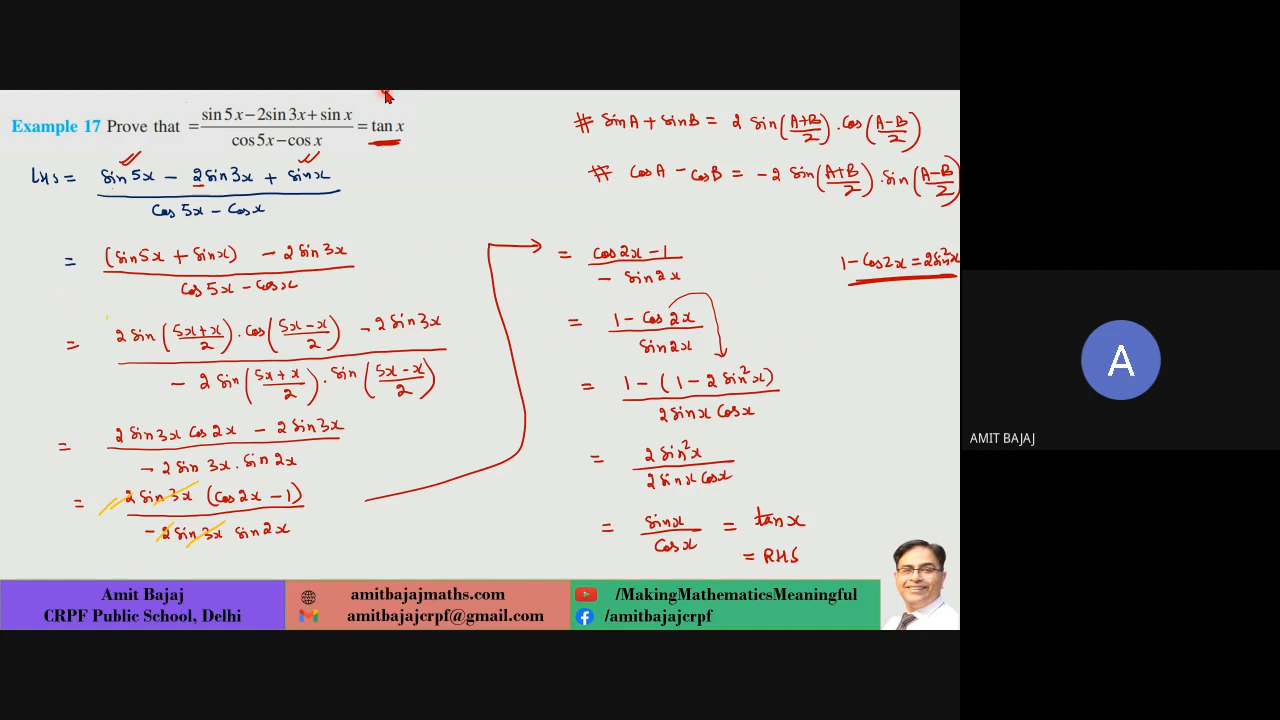 Example 17 Prove that = (sin 5x – 2sin 3x + sin x)/(cos 5x – cos x) = tan x
LHS = (sin 5x - 2 sin 3x + sin x)/(cos 5x - cos x)
= ((sin 5x + sin x) - 2 sin 3x)/(cos 5x - cos x)
= (2 sin ((5x+x)/2) . cos ((5x-x)/2) - 2 sin 3x)/(- 2 sin ((5x+x)/2) . sin ((5x-x)/2))
= (2 sin 3x cos 2x - 2 sin 3x)/(- 2 sin 3x . sin 2x)
= (2 sin 3x (cos 2x - 1))/(- 2 sin 3x sin 2x)
# sin A + sin B = 2 sin ((A+B)/2) . cos ((A-B)/2)
# cos A - cos B = -2 sin ((A+B)/2) . sin ((A-B)/2)
= (cos 2x - 1)/(- sin 2x)
1 - cos 2x = 2 sin²x
= (1 - cos 2x)/(sin 2x)
= (1 - (1 - 2 sin²x))/(2 sin x cos x)
= (2 sin²x)/(2 sin x cos x)
= (sin x)/(cos x) = tan x
= RHS
Amit Bajaj
CRPF Public School, Delhi
amitbajajmaths.com
amitbajajcrpf@gmail.com
/MakingMathematicsMeaningful
/amitbajajcrpf
A
AMIT BAJAJ